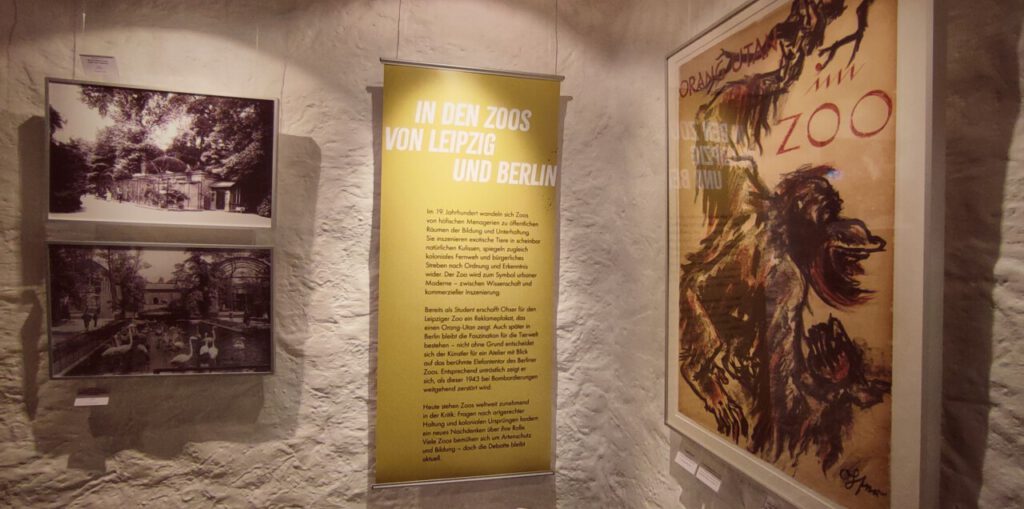 IN DEN ZOOS
VON LEIPZIG
UND BERLIN
Im 19. Jahrhundert wandeln sich Zoos
von höfischen Menagerien zu öffentlichen
Räumen der Bildung und Unterhaltung.
Sie inszenieren exotische Tiere in scheinbar
natürlichen Kulissen, spiegeln zugleich
koloniales Fernweh und bürgerliches
Streben nach Ordnung und Erkenntnis
wider. Der Zoo wird zum Symbol urbaner
Moderne – zwischen Wissenschaft und
kommerzieller Inszenierung.
Bereits als Student erschafft Ohser für den
Leipziger Zoo ein Reklameplakat, das
einen Orang-Utan zeigt. Auch später in
Berlin bleibt die Faszination für die Tierwelt
bestehen – nicht ohne Grund entscheidet
sich der Künstler für ein Atelier mit Blick
auf das berühmte Elefantentor des Berliner
Zoos. Entsprechend untröstlich zeigt er
sich, als dieser 1943 bei Bombardierungen
weitgehend zerstört wird.
Heute stehen Zoos weltweit zunehmend
in der Kritik: Fragen nach artgerechter
Haltung und kolonialen Ursprüngen fordern
ein neues Nachdenken über ihre Rolle.
Viele Zoos bemühen sich um Artenschutz
und Bildung – doch die Debatte bleibt
aktuell.
ORANG UTAN
im
ZOO